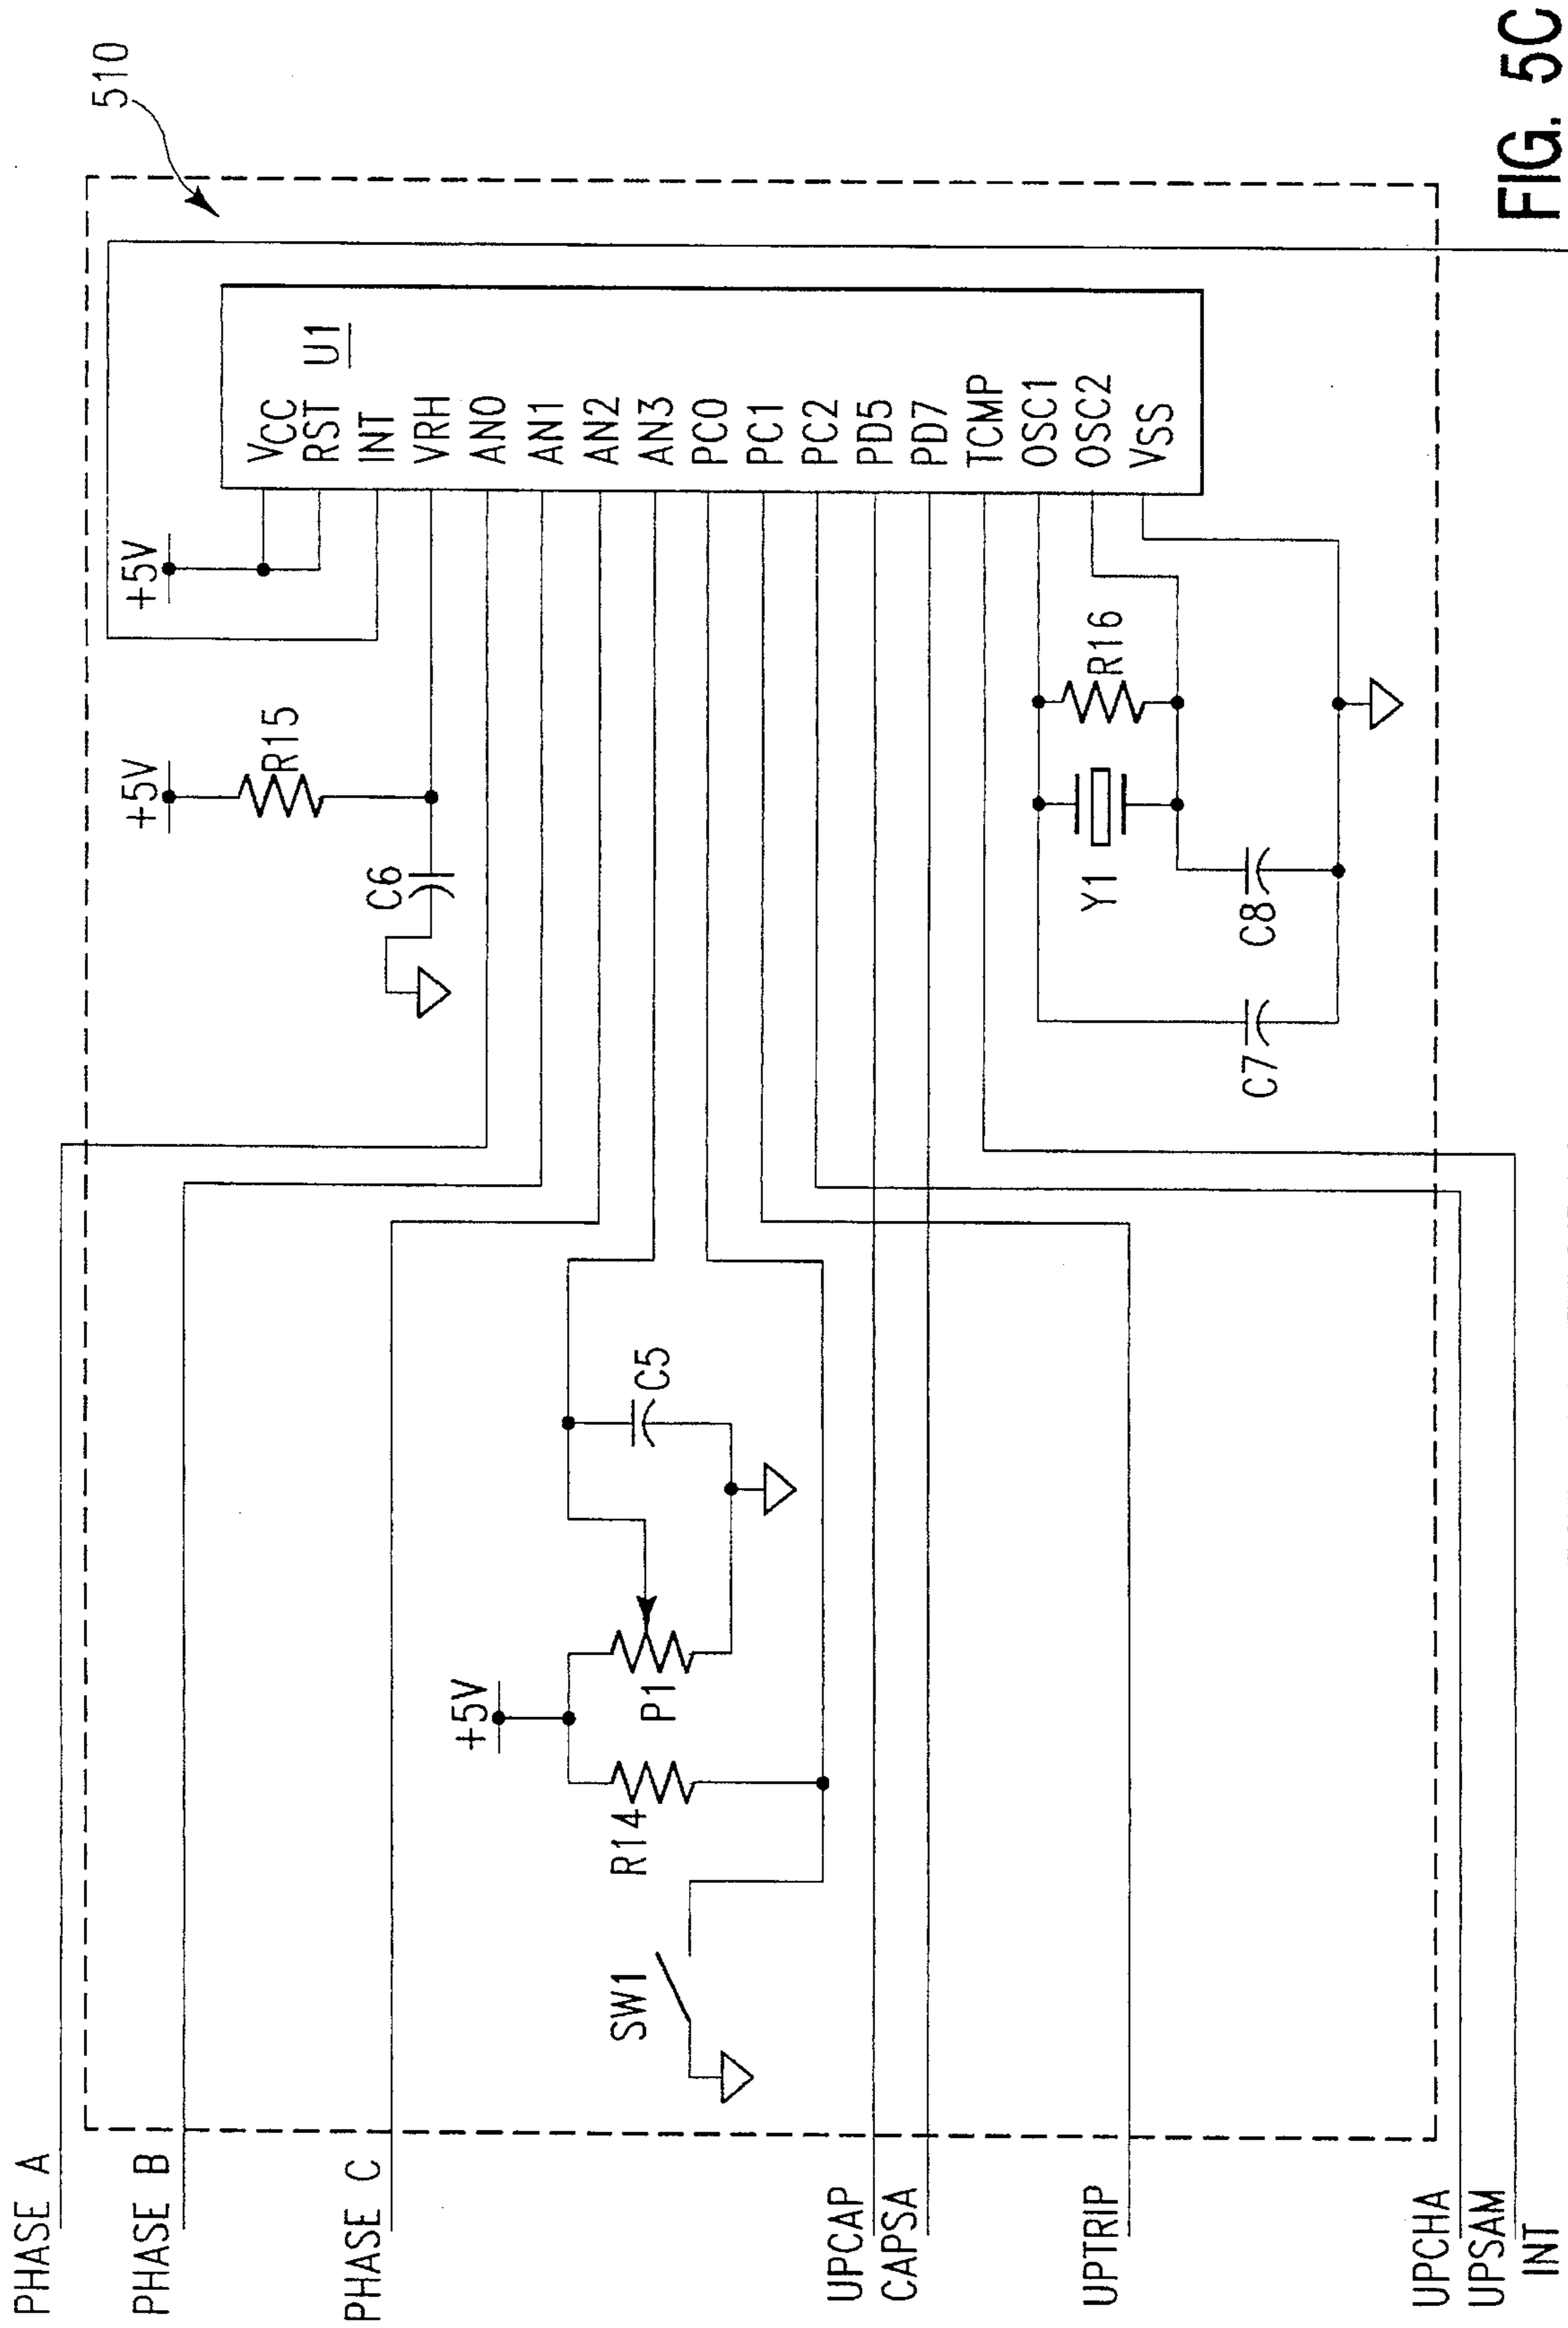 PHASE A
PHASE B
PHASE C
+5V
+5V
+5V
510
R15
C6
U1
VCC
RST
INT
VRH
AN0
AN1
AN2
AN3
PC0
PC1
PC2
PD5
PD7
TCMP
OSC1
OSC2
VSS
SW1
R14
P1
C5
UPCAP
CAPSA
UPTRIP
C7
C8
Y1
R16
UPCHA
UPSAM
INT
FIG. 5C